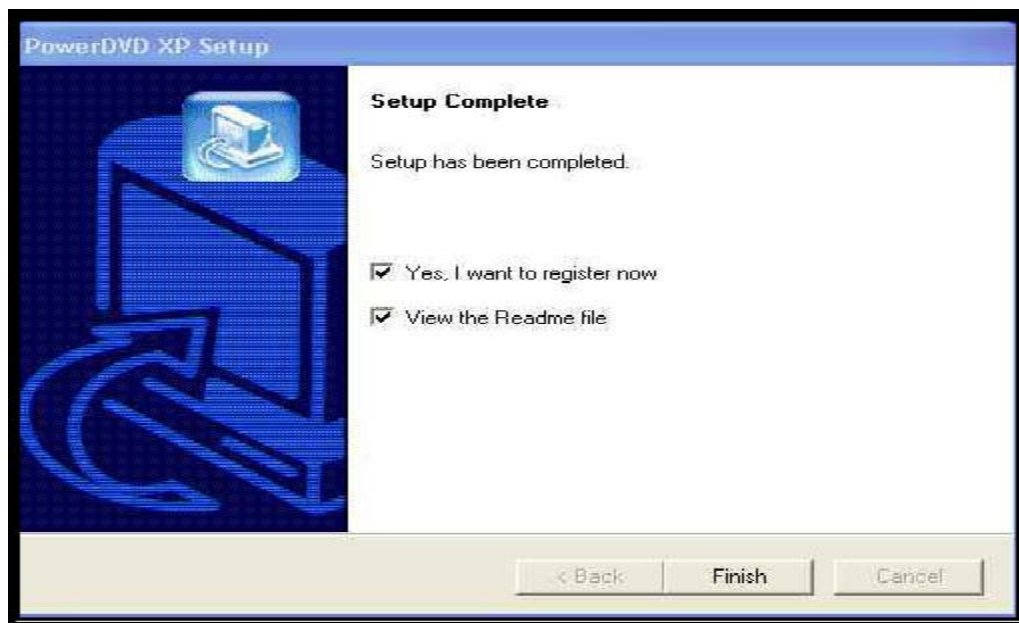 PowerDVD XP Setup
Setup Complete
Setup has been completed.
Yes, I want to register now
View the Readme file
< Back
Finish
Cancel